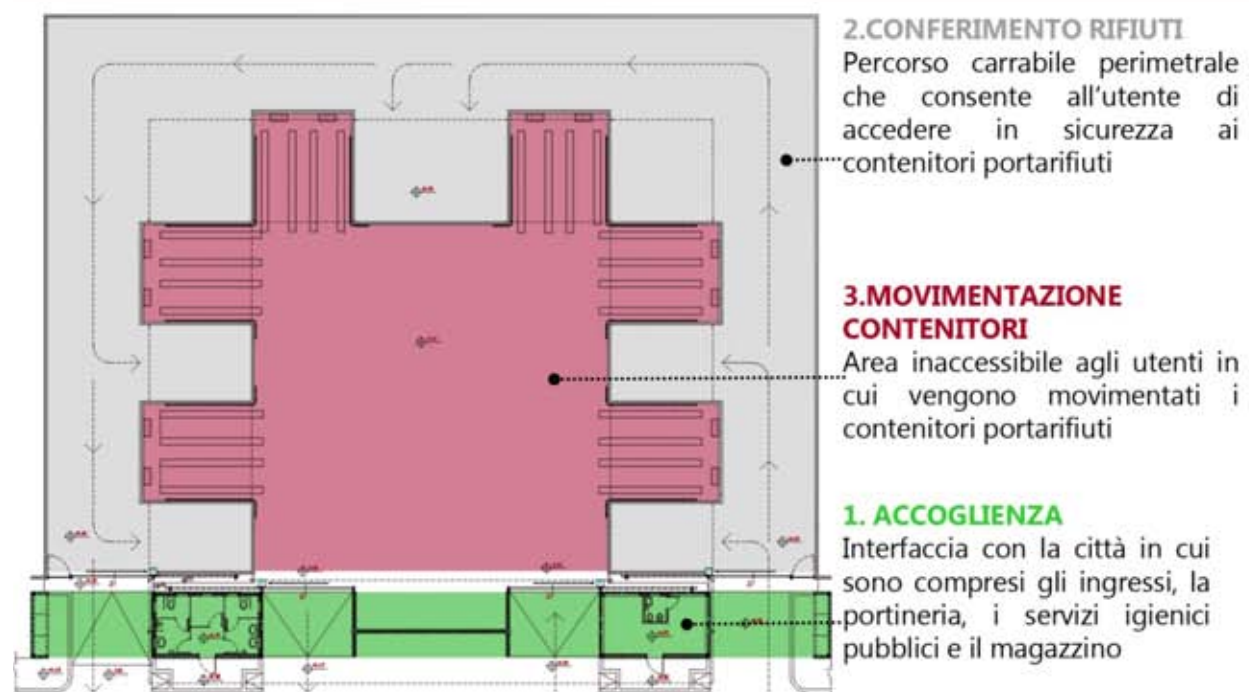 2.CONFERIMENTO RIFIUTI
Percorso carrabile perimetrale
che consente all'utente di
accedere in sicurezza ai
contenitori portarifiuti
3.MOVIMENTAZIONE
CONTENITORI
Area inaccessibile agli utenti in
cui vengono movimentati i
contenitori portarifiuti
1. ACCOGLIENZA
Interfaccia con la città in cui
sono compresi gli ingressi, la
portineria, i servizi igienici
pubblici e il magazzino